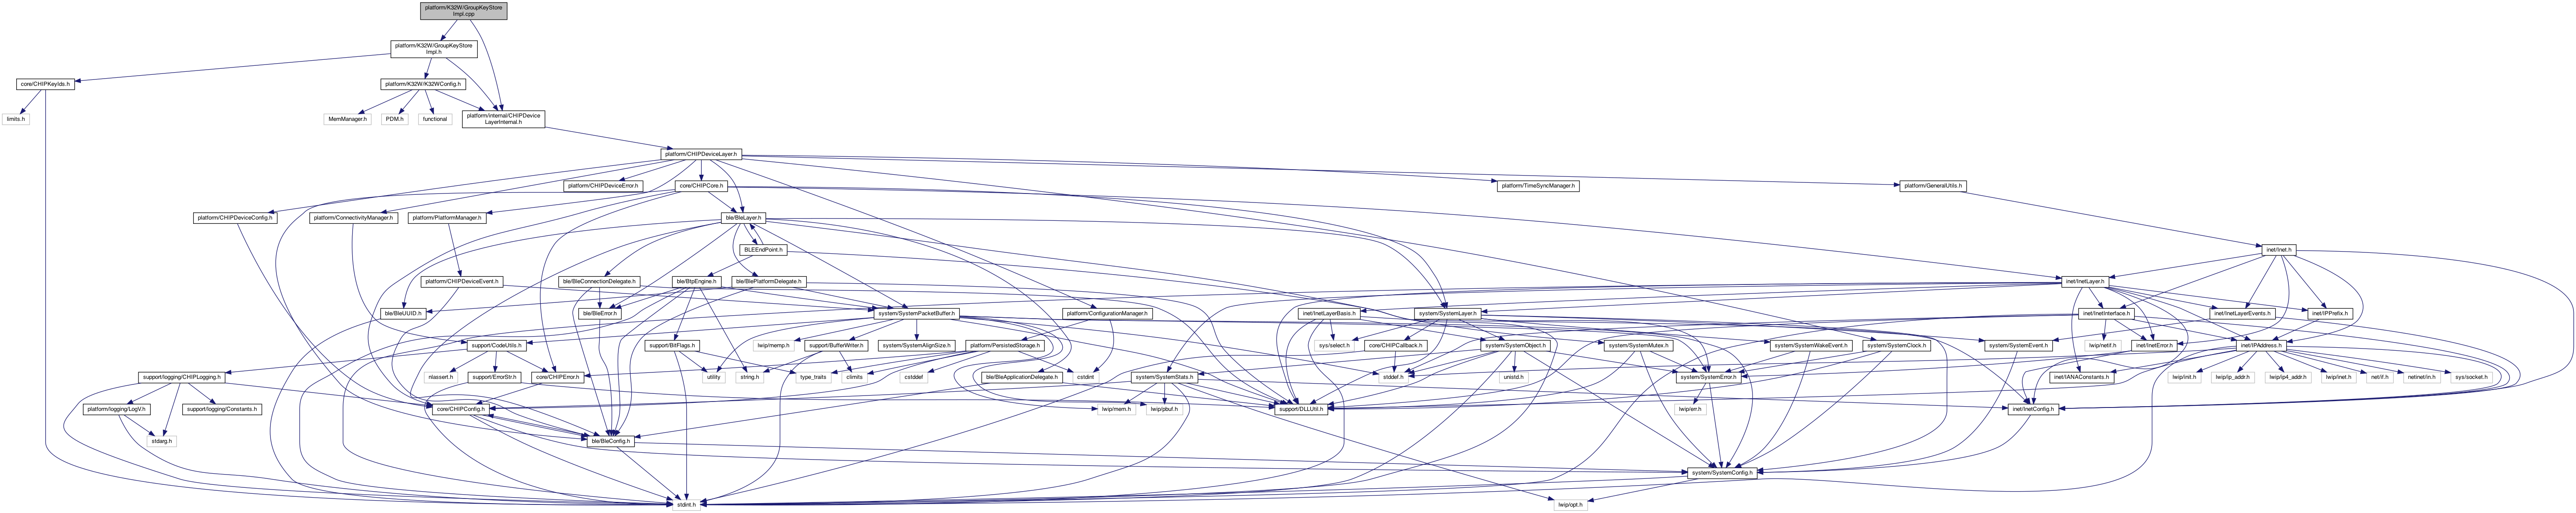 platform/K32W/GroupKeyStore
Impl.cpp
platform/K32W/GroupKeyStore
Impl.h
core/CHIPKeyIds.h
platform/K32W/K32WConfig.h
limits.h
MemManager.h
PDM.h
functional
platform/internal/CHIPDevice
LayerInternal.h
platform/CHIPDeviceLayer.h
platform/CHIPDeviceError.h
core/CHIPCore.h
platform/TimeSyncManager.h
platform/GeneralUtils.h
platform/CHIPDeviceConfig.h
platform/ConnectivityManager.h
platform/PlatformManager.h
ble/BleLayer.h
BLEEndPoint.h
inet/Inet.h
platform/CHIPDeviceEvent.h
ble/BleConnectionDelegate.h
ble/BtpEngine.h
ble/BlePlatformDelegate.h
inet/InetLayer.h
ble/BleUUID.h
ble/BleError.h
system/SystemPacketBuffer.h
platform/ConfigurationManager.h
inet/InetLayerBasis.h
system/SystemLayer.h
inet/InetInterface.h
inet/InetLayerEvents.h
inet/IPPrefix.h
support/CodeUtils.h
support/BitFlags.h
lwip/memp.h
support/BufferWriter.h
system/SystemAlignSize.h
platform/PersistedStorage.h
sys/select.h
core/CHIPCallback.h
system/SystemObject.h
system/SystemMutex.h
system/SystemWakeEvent.h
system/SystemClock.h
system/SystemEvent.h
lwip/netif.h
inet/InetError.h
inet/IPAddress.h
support/logging/CHIPLogging.h
nlassert.h
support/ErrorStr.h
core/CHIPError.h
utility
string.h
type_traits
climits
cstddef
ble/BleApplicationDelegate.h
cstdint
system/SystemStats.h
stddef.h
unistd.h
system/SystemError.h
inet/IANAConstants.h
lwip/init.h
lwip/ip_addr.h
lwip/ip4_addr.h
lwip/inet.h
net/if.h
netinet/in.h
sys/socket.h
platform/logging/LogV.h
support/logging/Constants.h
core/CHIPConfig.h
lwip/mem.h
lwip/pbuf.h
support/DLLUtil.h
lwip/err.h
inet/InetConfig.h
stdarg.h
ble/BleConfig.h
system/SystemConfig.h
stdint.h
lwip/opt.h